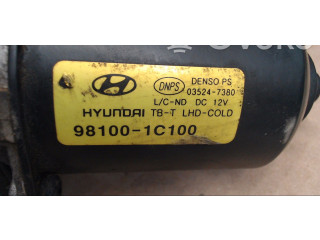 DNPS
DENSO PS
03524-7380
L/C-ND DC 12V
HYUNDAI TB-T LHD-COLD
98100-1C100